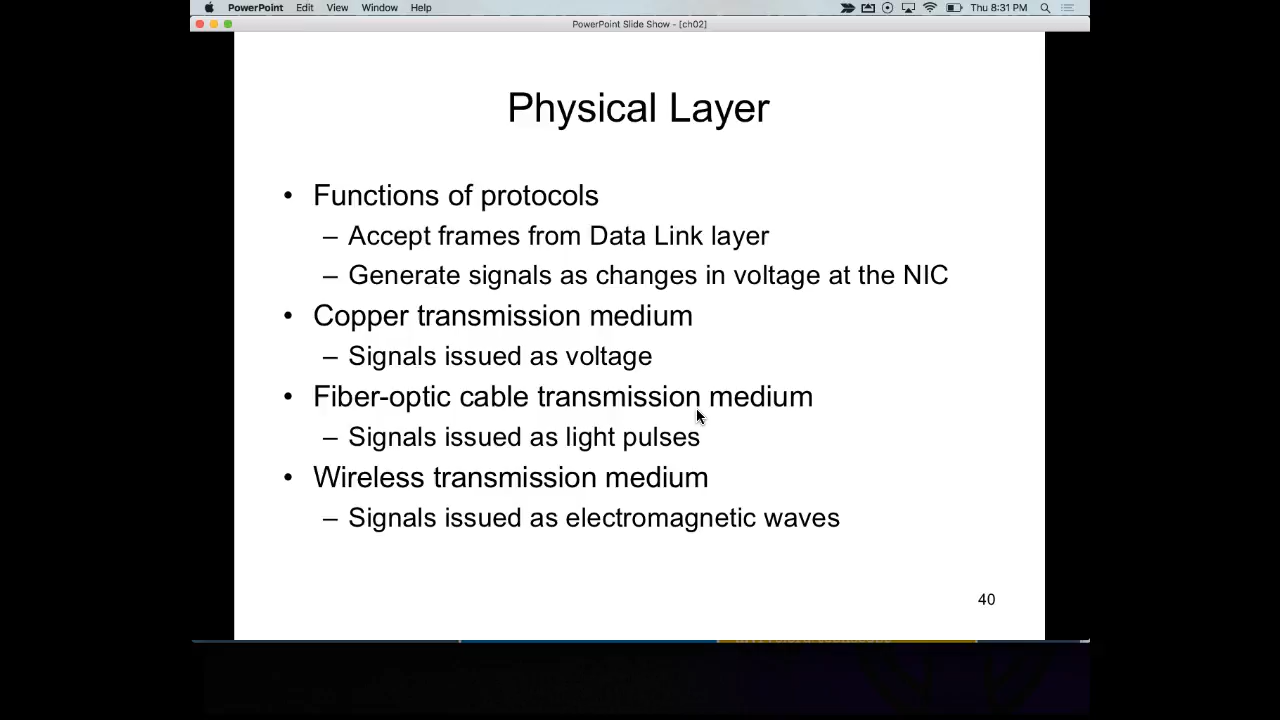 PowerPoint Edit View Window Help Thu 8:31 PM
PowerPoint Slide Show - [ch02]
Physical Layer
• Functions of protocols
– Accept frames from Data Link layer
– Generate signals as changes in voltage at the NIC
• Copper transmission medium
– Signals issued as voltage
• Fiber-optic cable transmission medium
– Signals issued as light pulses
• Wireless transmission medium
– Signals issued as electromagnetic waves
40